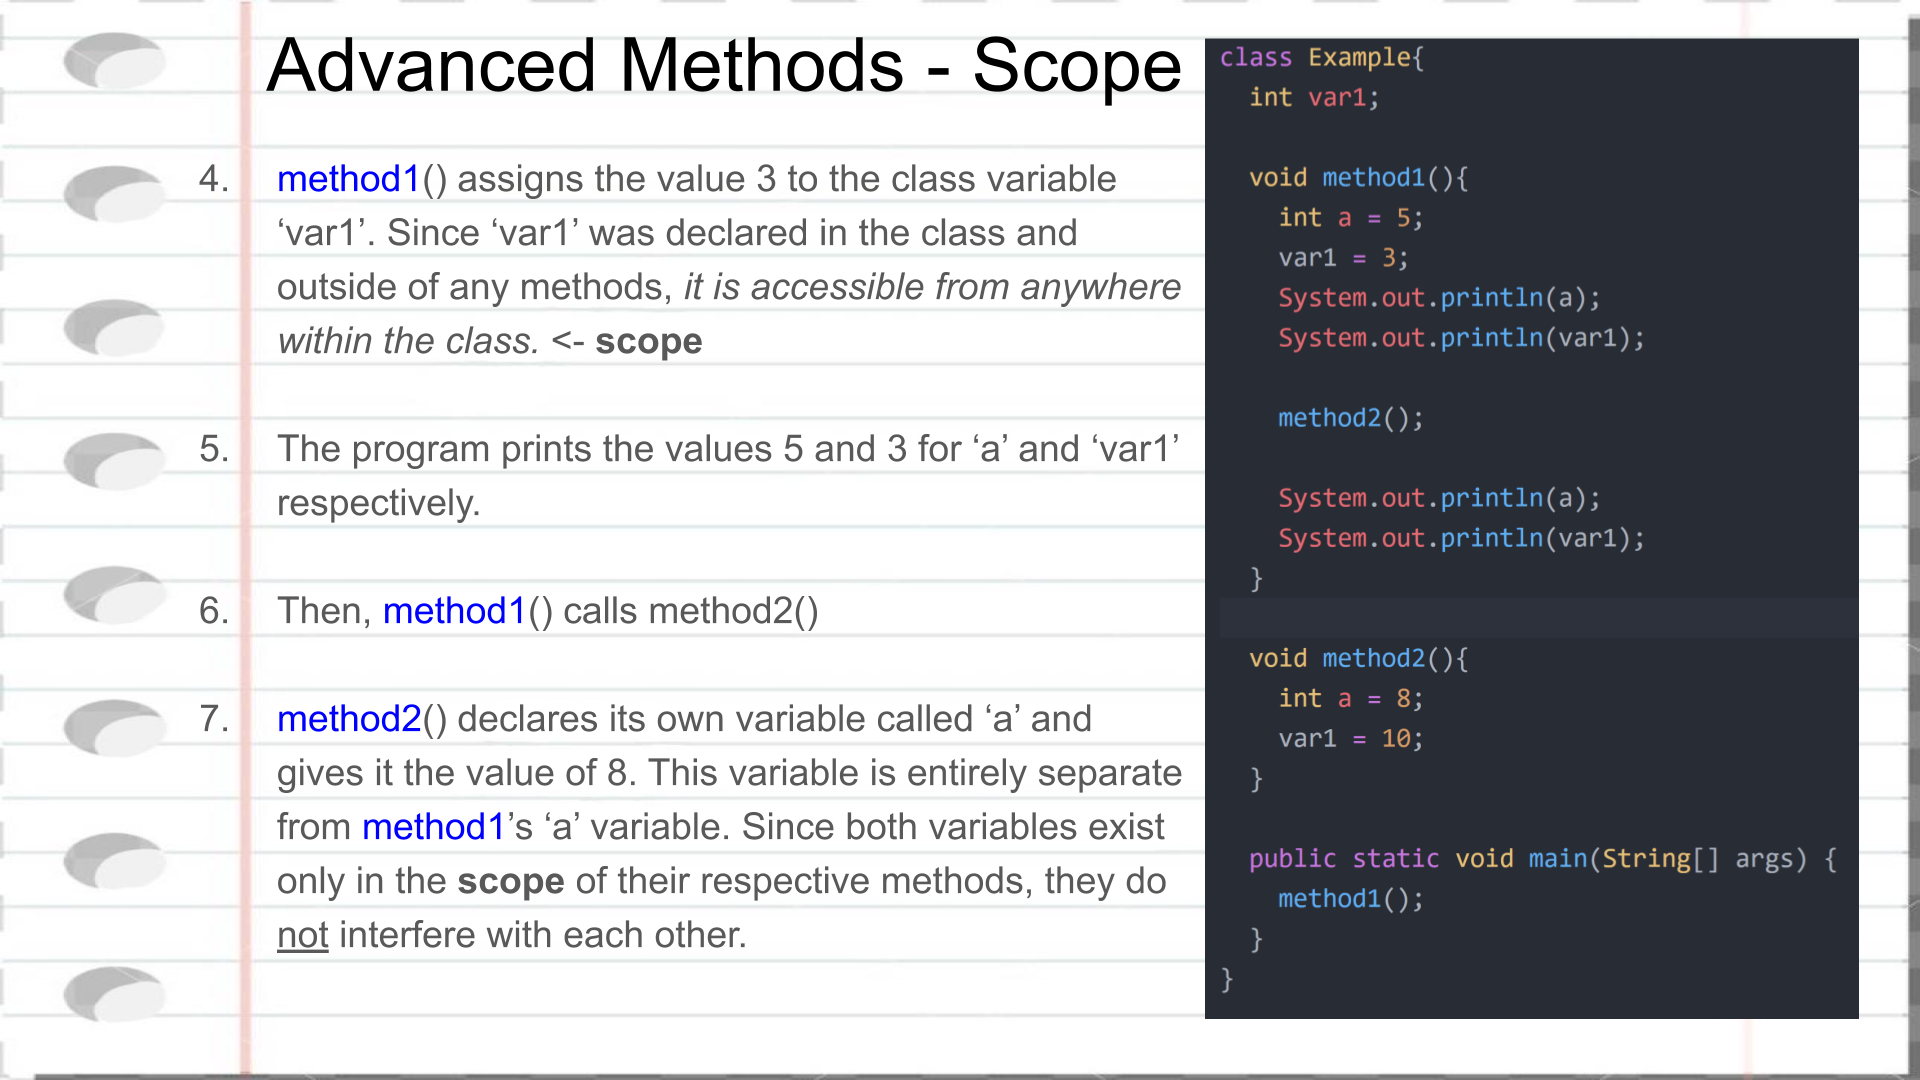 Advanced Methods - Scope
4. method1() assigns the value 3 to the class variable
‘var1’. Since ‘var1’ was declared in the class and
outside of any methods, it is accessible from anywhere
within the class. <- scope
5. The program prints the values 5 and 3 for ‘a’ and ‘var1’
respectively.
6. Then, method1() calls method2()
7. method2() declares its own variable called ‘a’ and
gives it the value of 8. This variable is entirely separate
from method1’s ‘a’ variable. Since both variables exist
only in the scope of their respective methods, they do
not interfere with each other.
class Example{
int var1;
void method1(){
int a = 5;
var1 = 3;
System.out.println(a);
System.out.println(var1);
method2();
System.out.println(a);
System.out.println(var1);
}
void method2(){
int a = 8;
var1 = 10;
}
public static void main(String[] args) {
method1();
}
}